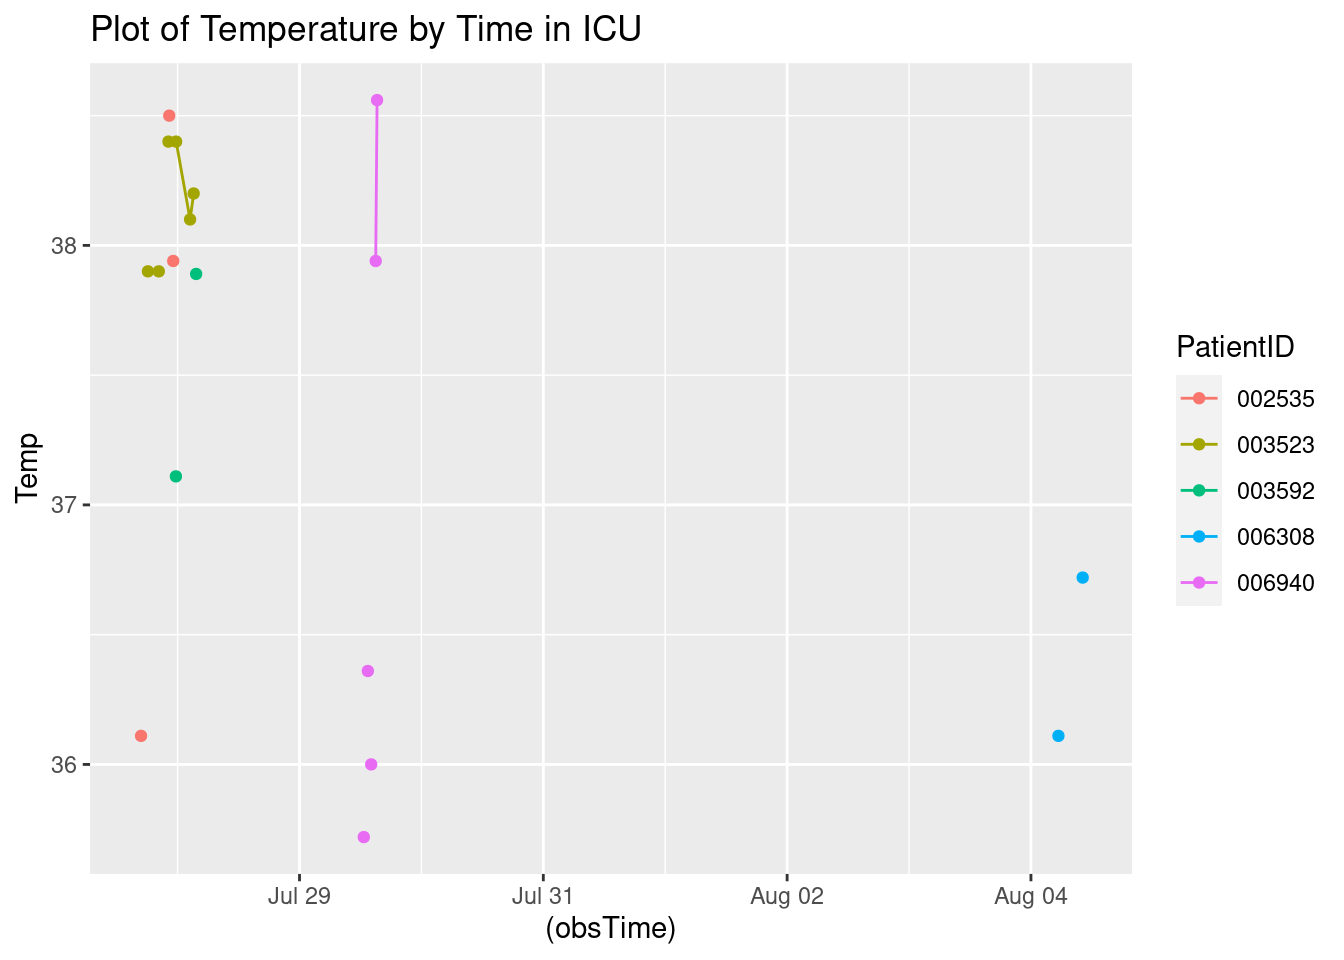 Plot of Temperature by Time in ICU
Temp
38
37
36
Jul 29
Jul 31
Aug 02
Aug 04
(obsTime)
PatientID
002535
003523
003592
006308
006940